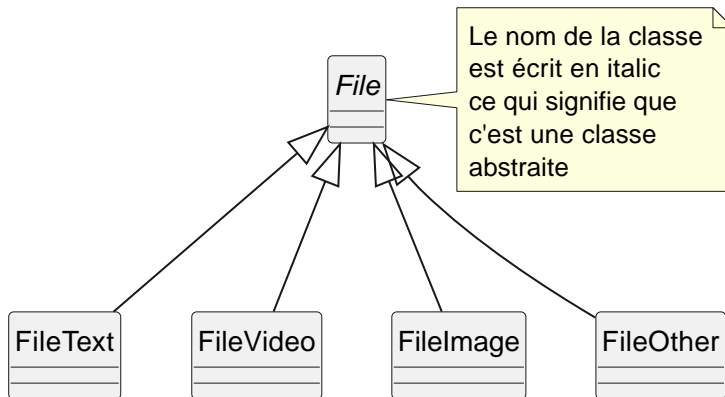 File
Le nom de la classe
est écrit en italic
ce qui signifie que
c'est une classe
abstraite
FileText
FileVideo
FileImage
FileOther